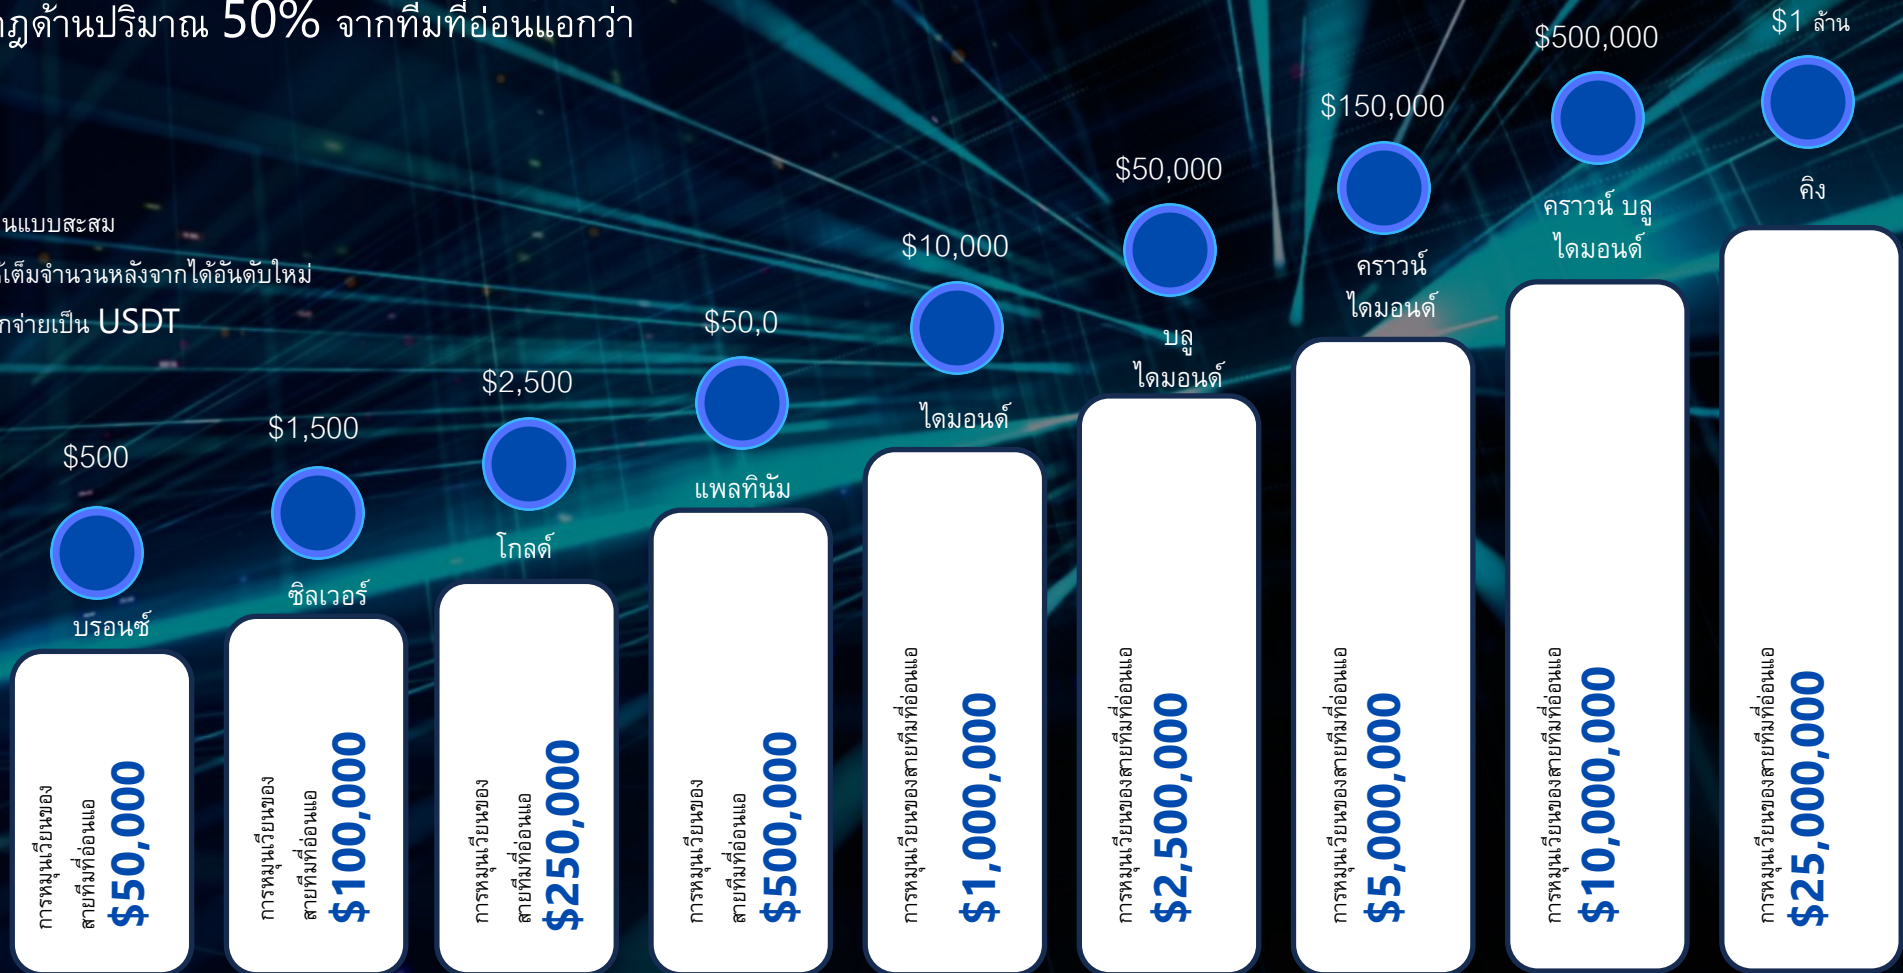 กฎด้านปริมาณ 50% จากทีมที่อ่อนแอกว่า
นแบบสะสม
เต็มจำนวนหลังจากได้อันดับใหม่
กจ่ายเป็น USDT
$500
บรอนซ์
การหมุนเวียนของ
สายทีมที่อ่อนแอ
$50,000
$1,500
ซิลเวอร์
การหมุนเวียนของ
สายทีมที่อ่อนแอ
$100,000
$2,500
โกลด์
การหมุนเวียนของ
สายทีมที่อ่อนแอ
$250,000
$50,0
แพลทินัม
การหมุนเวียนของ
สายทีมที่อ่อนแอ
$500,000
$10,000
ไดมอนด์
การหมุนเวียนของสายทีมที่อ่อนแอ
$1,000,000
$50,000
บลู
ไดมอนด์
การหมุนเวียนของสายทีมที่อ่อนแอ
$2,500,000
$150,000
คราวน์
ไดมอนด์
การหมุนเวียนของสายทีมที่อ่อนแอ
$5,000,000
$500,000
คราวน์ บลู
ไดมอนด์
การหมุนเวียนของสายทีมที่อ่อนแอ
$10,000,000
$1 ล้าน
คิง
การหมุนเวียนของสายทีมที่อ่อนแอ
$25,000,000